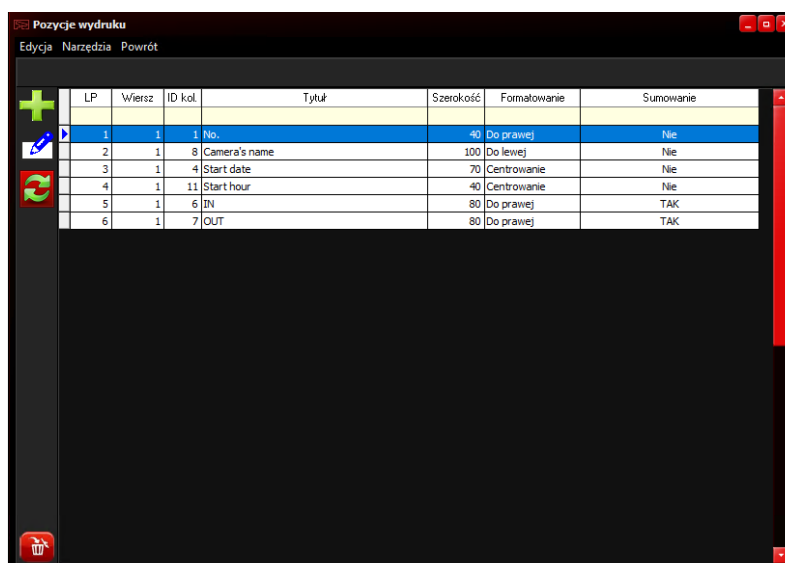 Pozycje wydruku
Edycja Narzędzia Powrót
LP Wiersz ID kol. Tytuł Szerokość Formatowanie Sumowanie
1 1 1 No. 40 Do prawej Nie
2 1 8 Camera's name 100 Do lewej Nie
3 1 4 Start date 70 Centrowanie Nie
4 1 11 Start hour 40 Centrowanie Nie
5 1 6 IN 80 Do prawej TAK
6 1 7 OUT 80 Do prawej TAK